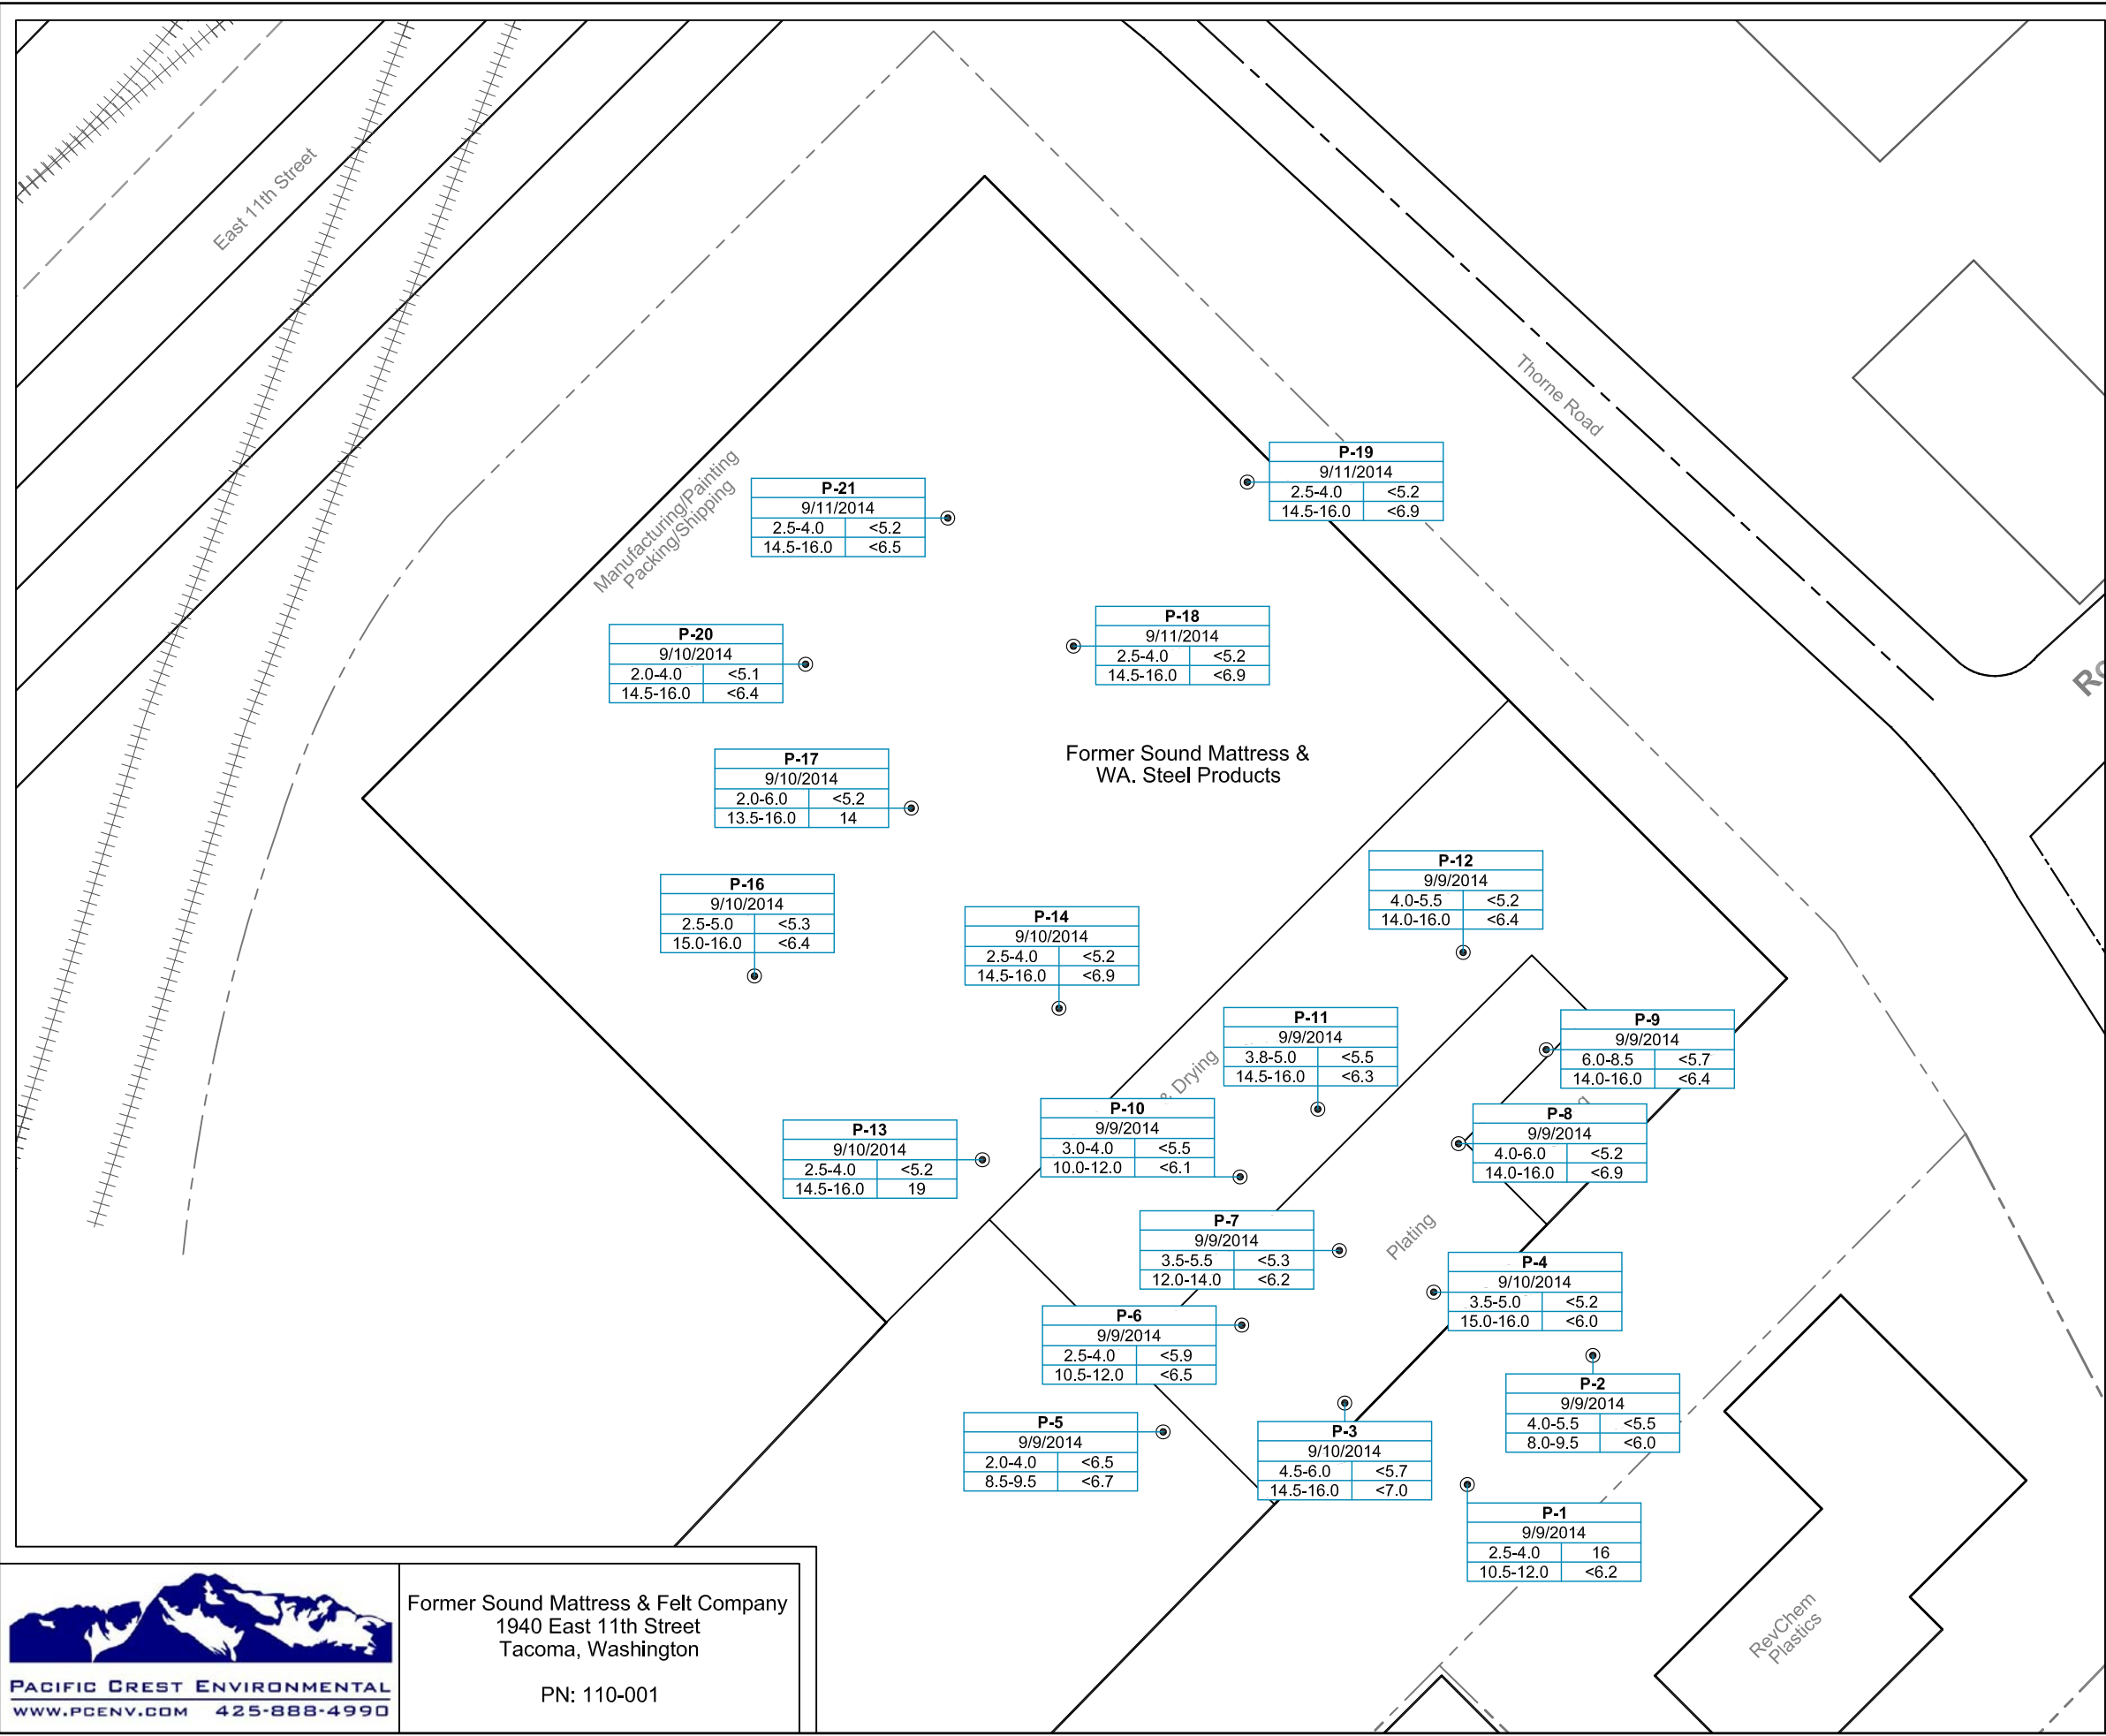 East 11th Street
Thorne Road
Manufacturing/Painting
Packing/Shipping
P-19
9/11/2014
2.5-4.0 <5.2
14.5-16.0 <6.9
P-21
9/11/2014
2.5-4.0 <5.2
14.5-16.0 <6.5
P-18
9/11/2014
2.5-4.0 <5.2
14.5-16.0 <6.9
P-20
9/10/2014
2.0-4.0 <5.1
14.5-16.0 <6.4
Former Sound Mattress &
WA. Steel Products
P-17
9/10/2014
2.0-6.0 <5.2
13.5-16.0 14
P-12
9/9/2014
4.0-5.5 <5.2
14.0-16.0 <6.4
P-16
9/10/2014
2.5-5.0 <5.3
15.0-16.0 <6.4
P-14
9/10/2014
2.5-4.0 <5.2
14.5-16.0 <6.9
P-11
9/9/2014
3.8-5.0 <5.5
14.5-16.0 <6.3
P-9
9/9/2014
6.0-8.5 <5.7
14.0-16.0 <6.4
& Drying
P-10
9/9/2014
3.0-4.0 <5.5
10.0-12.0 <6.1
P-8
9/9/2014
4.0-6.0 <5.2
14.0-16.0 <6.9
P-13
9/10/2014
2.5-4.0 <5.2
14.5-16.0 19
P-7
9/9/2014
3.5-5.5 <5.3
12.0-14.0 <6.2
Plating
P-4
9/10/2014
3.5-5.0 <5.2
15.0-16.0 <6.0
P-6
9/9/2014
2.5-4.0 <5.9
10.5-12.0 <6.5
P-2
9/9/2014
4.0-5.5 <5.5
8.0-9.5 <6.0
P-5
9/9/2014
2.0-4.0 <6.5
8.5-9.5 <6.7
P-3
9/10/2014
4.5-6.0 <5.7
14.5-16.0 <7.0
P-1
9/9/2014
2.5-4.0 16
10.5-12.0 <6.2
RevChem
Plastics
PACIFIC CREST ENVIRONMENTAL
WWW.PCENV.COM 425-888-4990
Former Sound Mattress & Felt Company
1940 East 11th Street
Tacoma, Washington
PN: 110-001